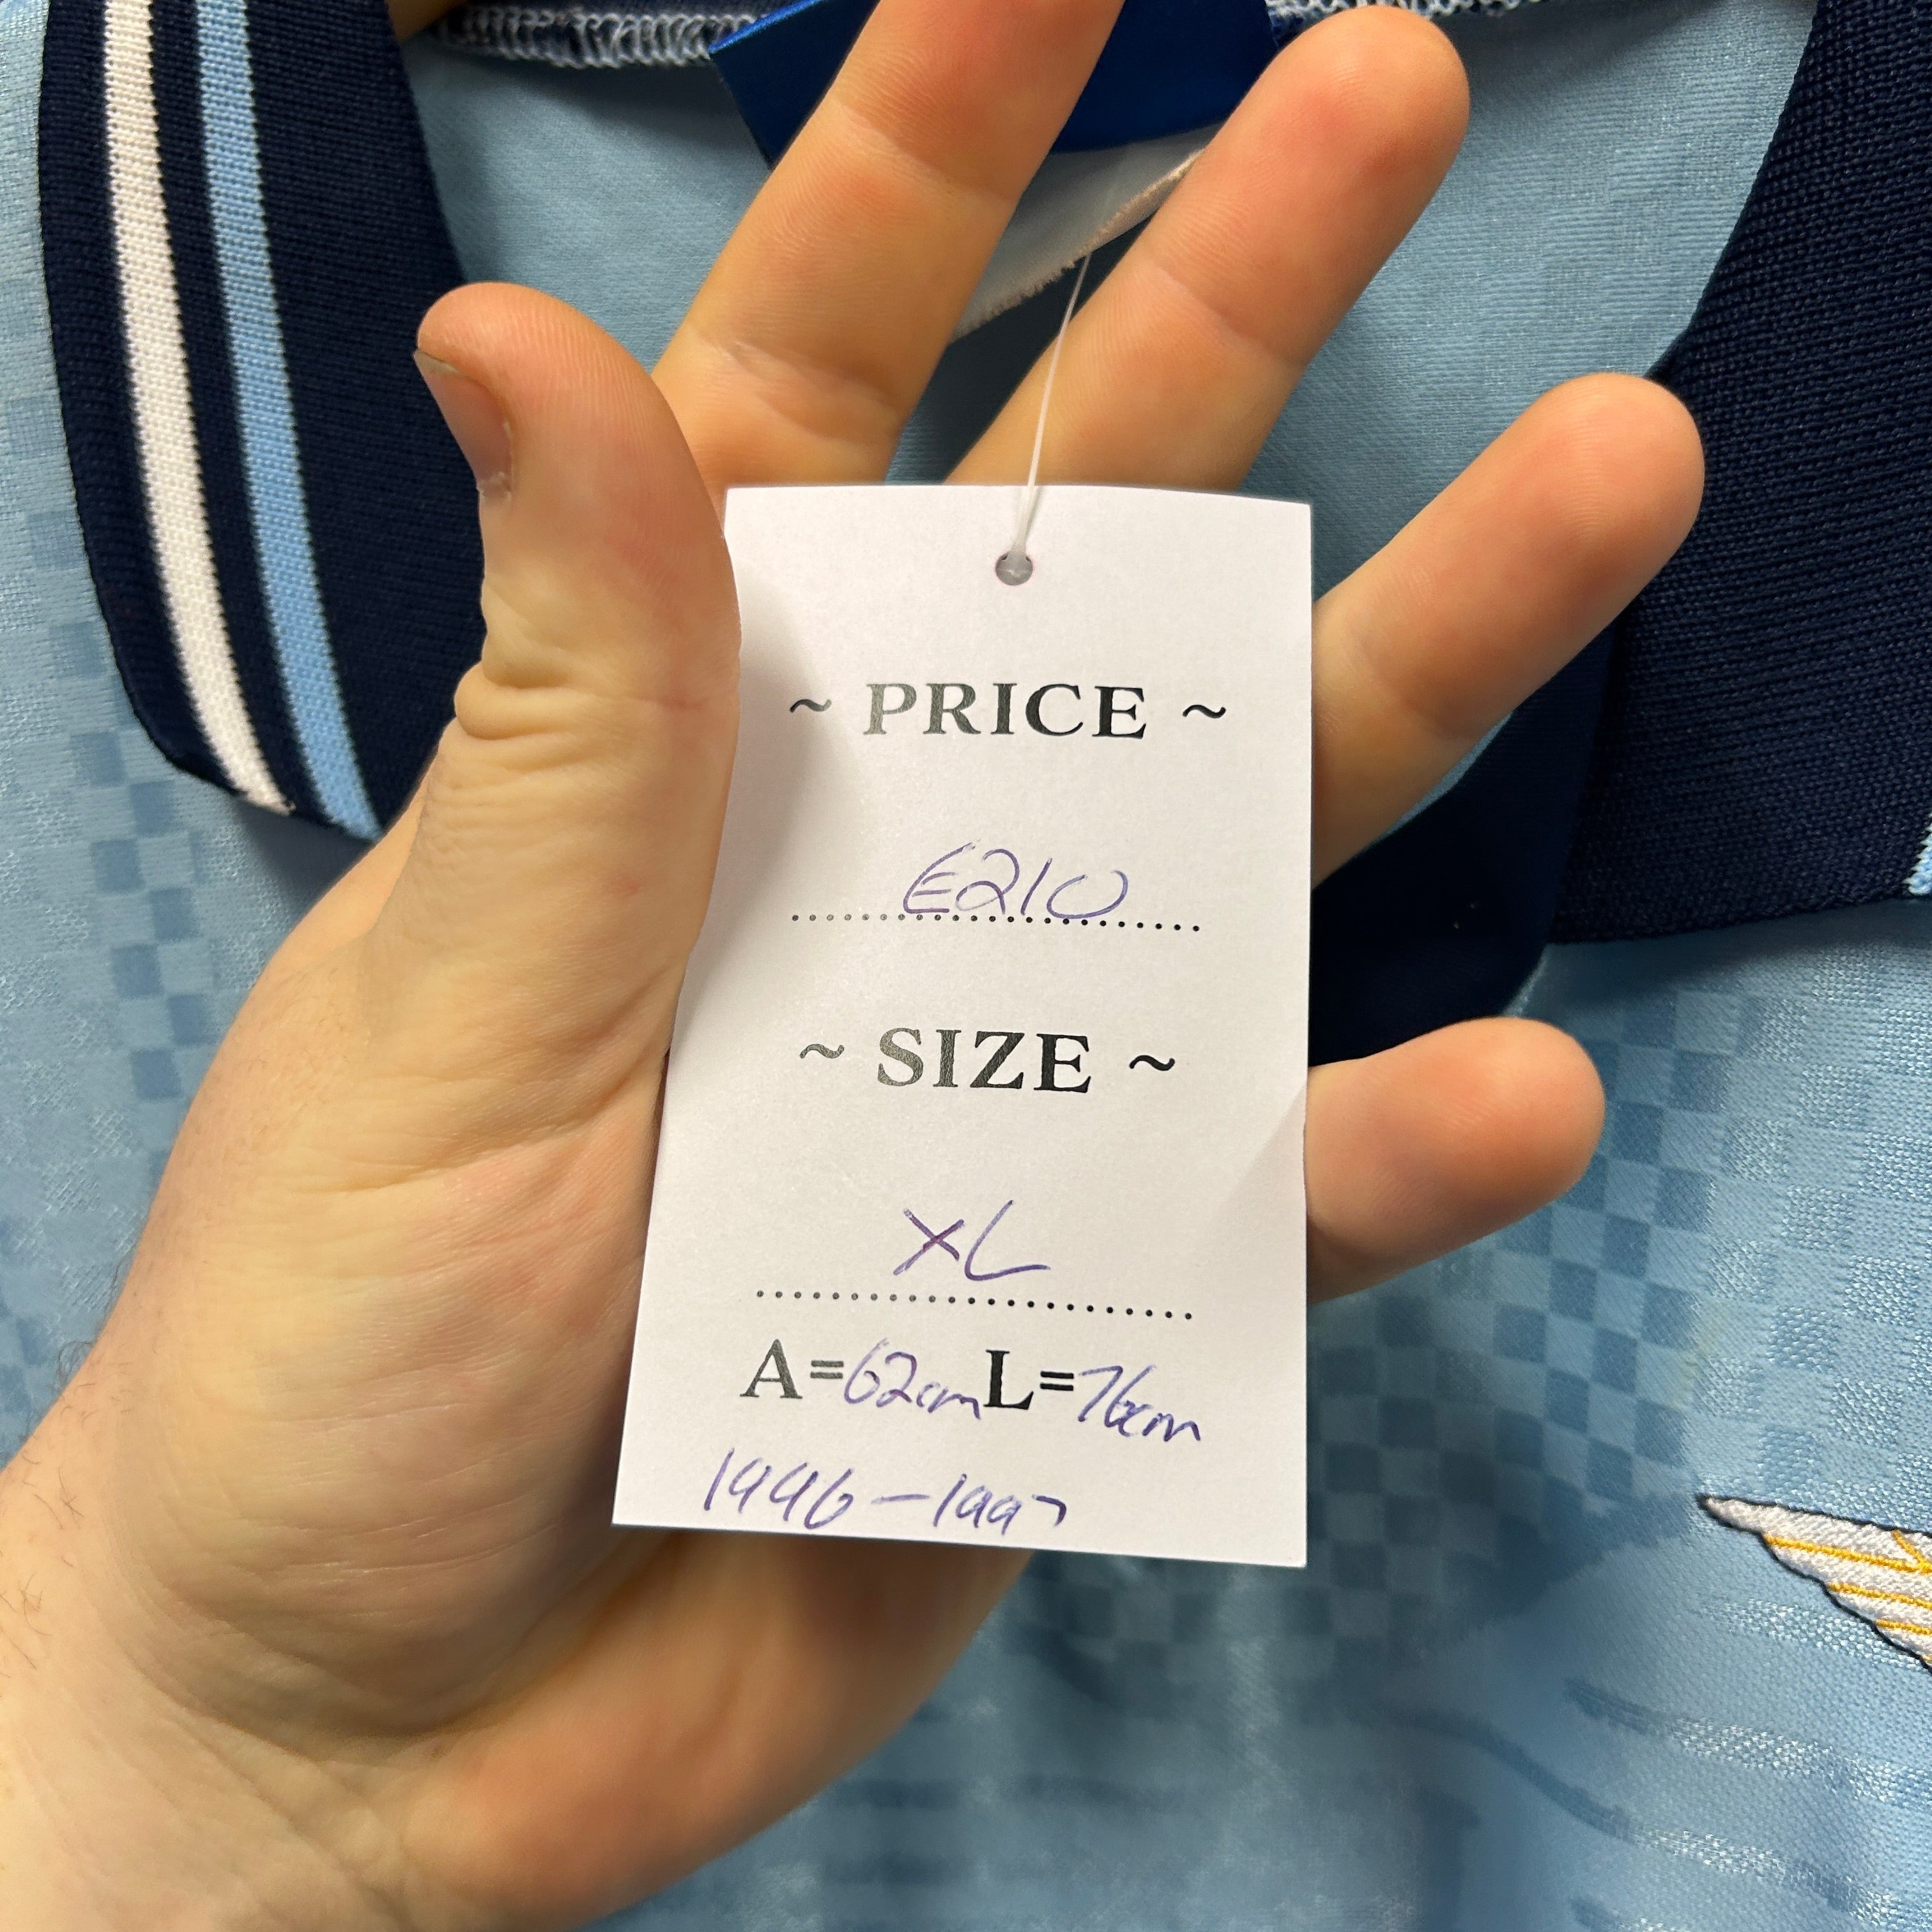 ~ PRICE ~
£210
~ SIZE ~
XL
A=62cm L=76cm
1996-1997